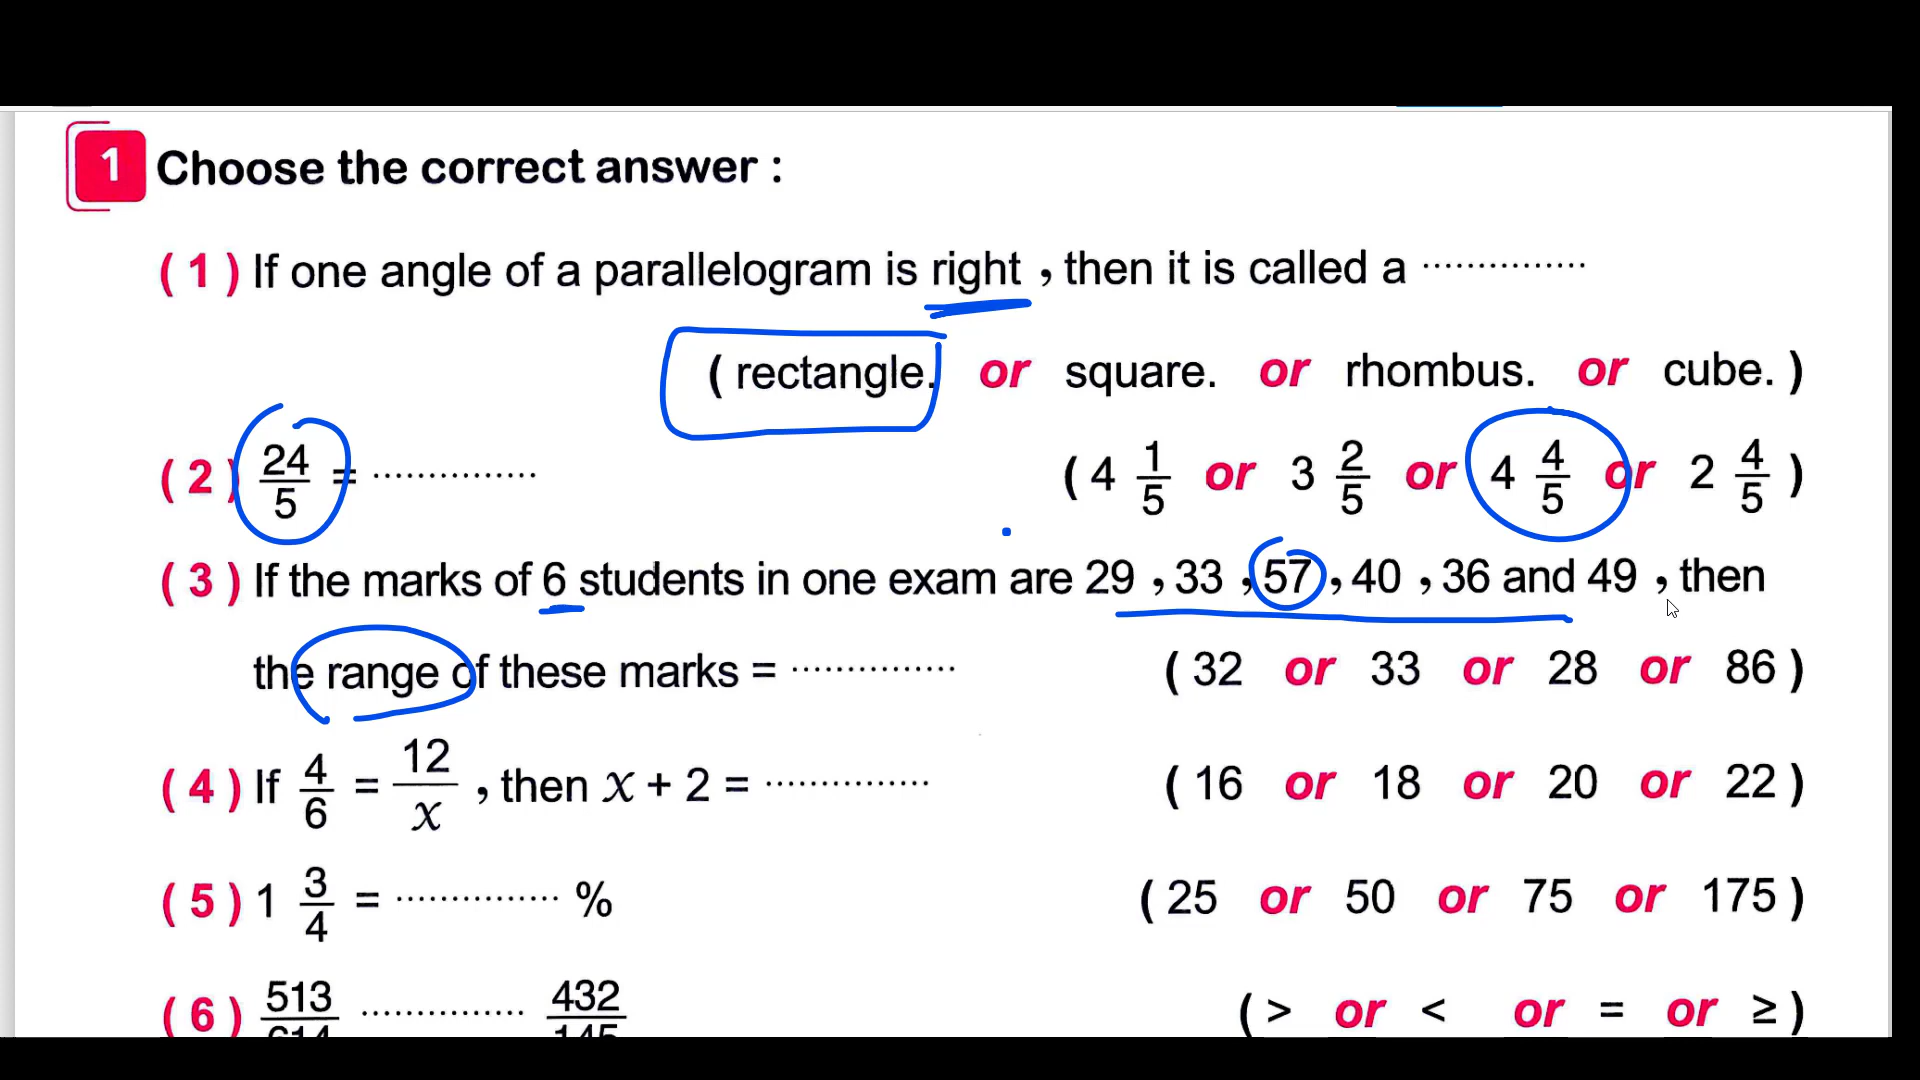 1 Choose the correct answer :
( 1 ) If one angle of a parallelogram is right , then it is called a ...............
( rectangle. or square. or rhombus. or cube. )
( 2 ) 24/5 = ............... ( 4 1/5 or 3 2/5 or 4 4/5 or 2 4/5 )
( 3 ) If the marks of 6 students in one exam are 29 , 33 , 57 , 40 , 36 and 49 , then
the range of these marks = ............... ( 32 or 33 or 28 or 86 )
( 4 ) If 4/6 = 12/x , then x + 2 = ............... ( 16 or 18 or 20 or 22 )
( 5 ) 1 3/4 = ............... % ( 25 or 50 or 75 or 175 )
( 6 ) 513/614 ............... 432/145 ( > or < or = or ≥ )